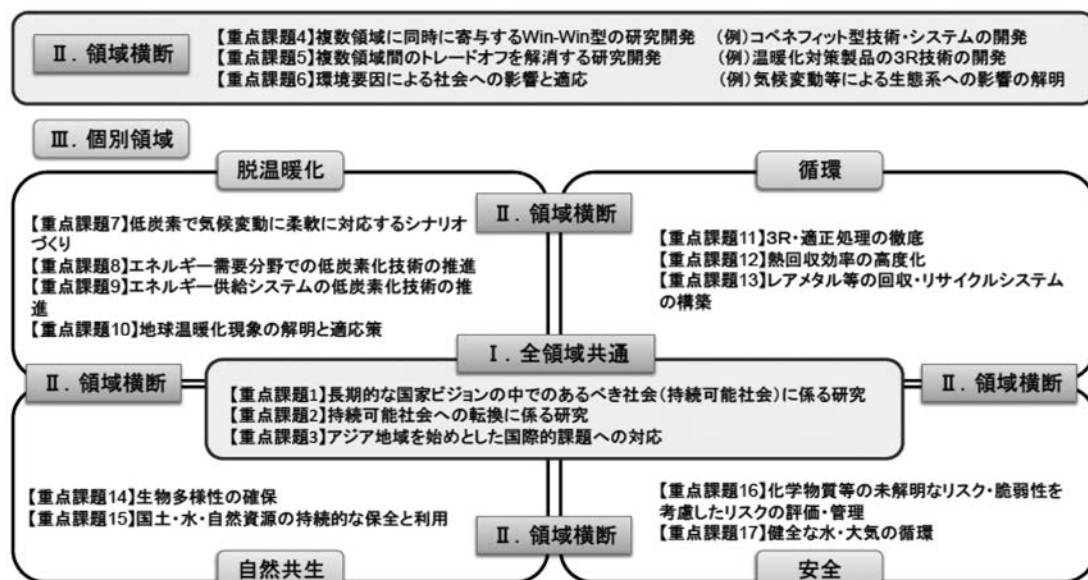 Ⅱ. 領域横断
【重点課題4】複数領域に同時に寄与するWin-Win型の研究開発 (例)コベネフィット型技術・システムの開発
【重点課題5】複数領域間のトレードオフを解消する研究開発 (例)温暖化対策製品の3R技術の開発
【重点課題6】環境要因による社会への影響と適応 (例)気候変動等による生態系への影響の解明
Ⅲ. 個別領域
脱温暖化
【重点課題7】低炭素で気候変動に柔軟に対応するシナリオ
づくり
【重点課題8】エネルギー需要分野での低炭素化技術の推進
【重点課題9】エネルギー供給システムの低炭素化技術の推
進
【重点課題10】地球温暖化現象の解明と適応策
Ⅱ. 領域横断
循環
【重点課題11】3R・適正処理の徹底
【重点課題12】熱回収効率の高度化
【重点課題13】レアメタル等の回収・リサイクルシステム
の構築
Ⅱ. 領域横断
Ⅰ. 全領域共通
【重点課題1】長期的な国家ビジョンの中でのあるべき社会(持続可能社会)に係る研究
【重点課題2】持続可能社会への転換に係る研究
【重点課題3】アジア地域を始めとした国際的課題への対応
Ⅱ. 領域横断
【重点課題14】生物多様性の確保
【重点課題15】国土・水・自然資源の持続的な保全と利用
自然共生
Ⅱ. 領域横断
【重点課題16】化学物質等の未解明なリスク・脆弱性を
考慮したリスクの評価・管理
【重点課題17】健全な水・大気の循環
安全